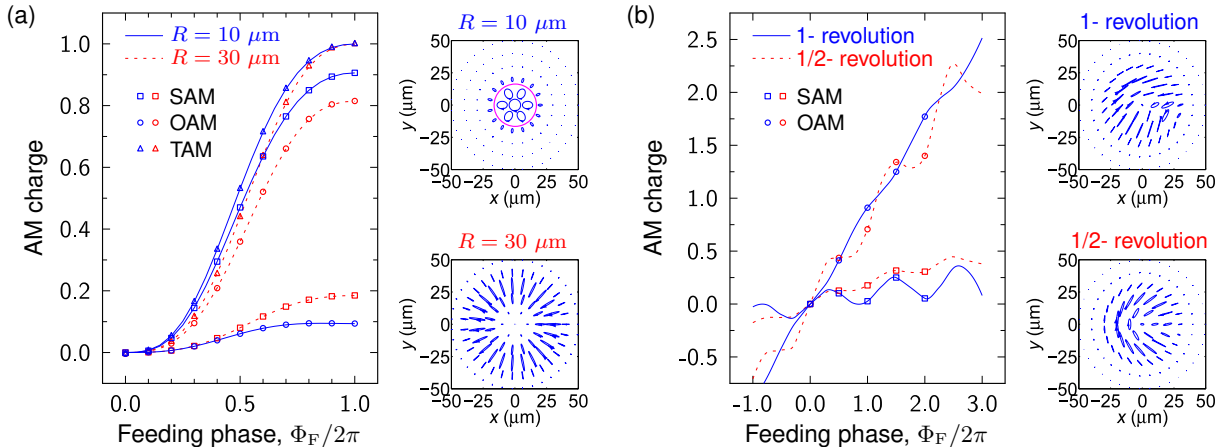 (a)
R = 10 μm
R = 30 μm
SAM
OAM
TAM
AM charge
1.0
0.8
0.6
0.4
0.2
0.0
0.0 0.5 1.0
Feeding phase, Φ_F/2π
R = 10 μm
y (μm)
50
25
0
−25
−50
−50 −25 0 25 50
x (μm)
R = 30 μm
y (μm)
50
25
0
−25
−50
−50 −25 0 25 50
x (μm)
(b)
1- revolution
1/2- revolution
SAM
OAM
AM charge
2.5
2.0
1.5
1.0
0.5
0.0
-0.5
-1.0 0.0 1.0 2.0 3.0
Feeding phase, Φ_F/2π
1- revolution
y (μm)
50
25
0
−25
−50
−50 −25 0 25 50
x (μm)
1/2- revolution
y (μm)
50
25
0
−25
−50
−50 −25 0 25 50
x (μm)